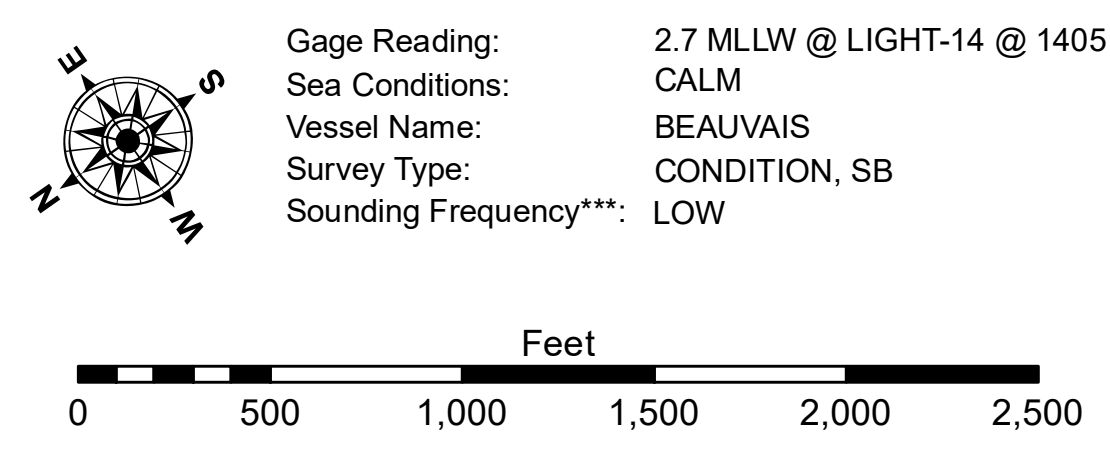 E
S
N
W
Gage Reading: 2.7 MLLW @ LIGHT-14 @ 1405
Sea Conditions: CALM
Vessel Name: BEAUVAIS
Survey Type: CONDITION, SB
Sounding Frequency***: LOW
Feet
0 500 1,000 1,500 2,000 2,500